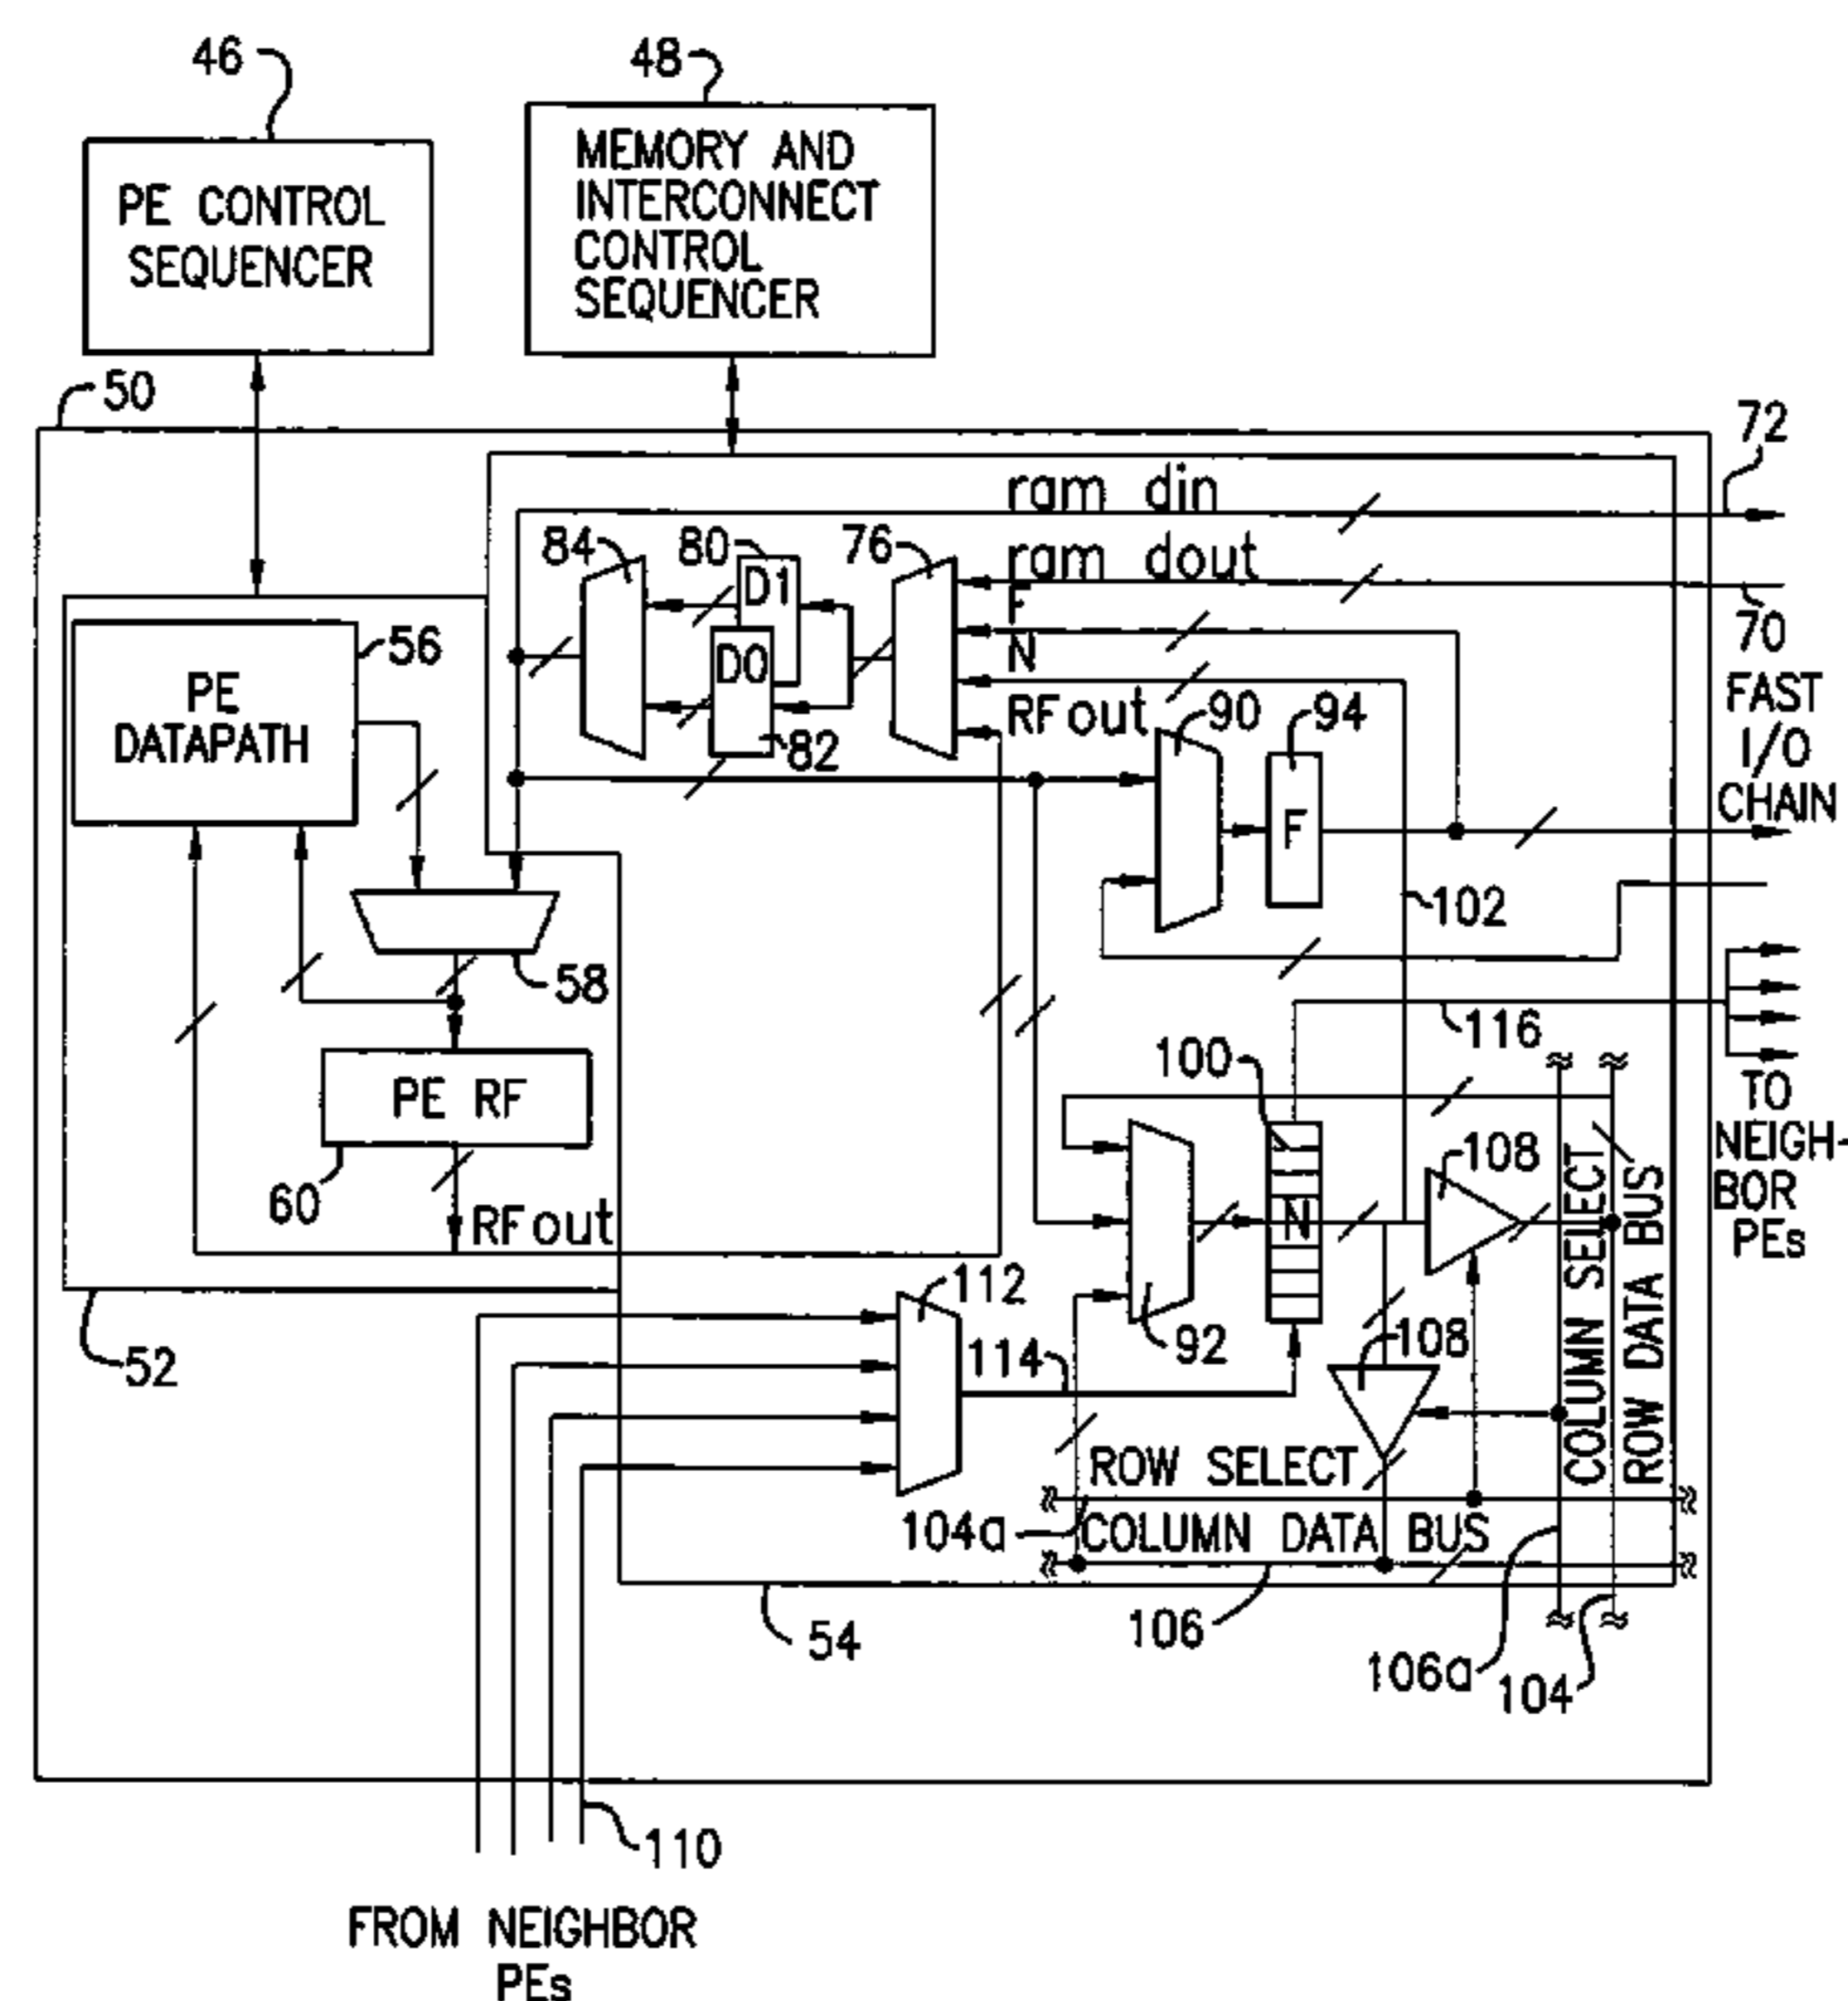 46
48
PE CONTROL
SEQUENCER
MEMORY AND
INTERCONNECT
CONTROL
SEQUENCER
50
72
ram din
84
80
76
ram dout
D1
F
70
56
D0
N
FAST
I/O
CHAIN
PE
DATAPATH
82
RFout
90
94
F
102
58
116
100
TO
NEIGH-
BOR
PEs
PE RF
108
60
RFout
N
COLUMN SELECT
ROW DATA BUS
112
92
108
52
114
ROW SELECT
104a
COLUMN DATA BUS
54
106
106a
104
110
FROM NEIGHBOR
PEs